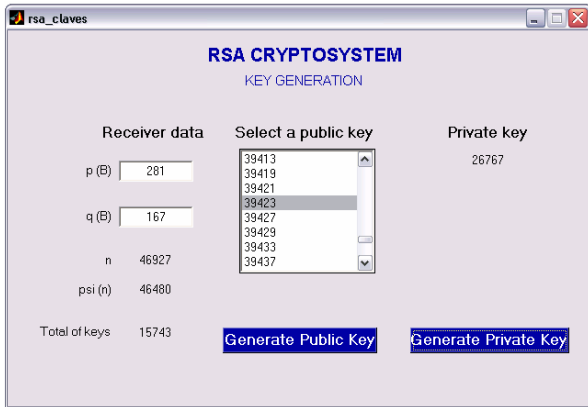 rsa_claves
RSA CRYPTOSYSTEM
KEY GENERATION
Receiver data
p (B) 281
q (B) 167
n 46927
psi (n) 46480
Total of keys 15743
Select a public key
39413
39419
39421
39423
39427
39429
39433
39437
Generate Public Key
Private key
26767
Generate Private Key